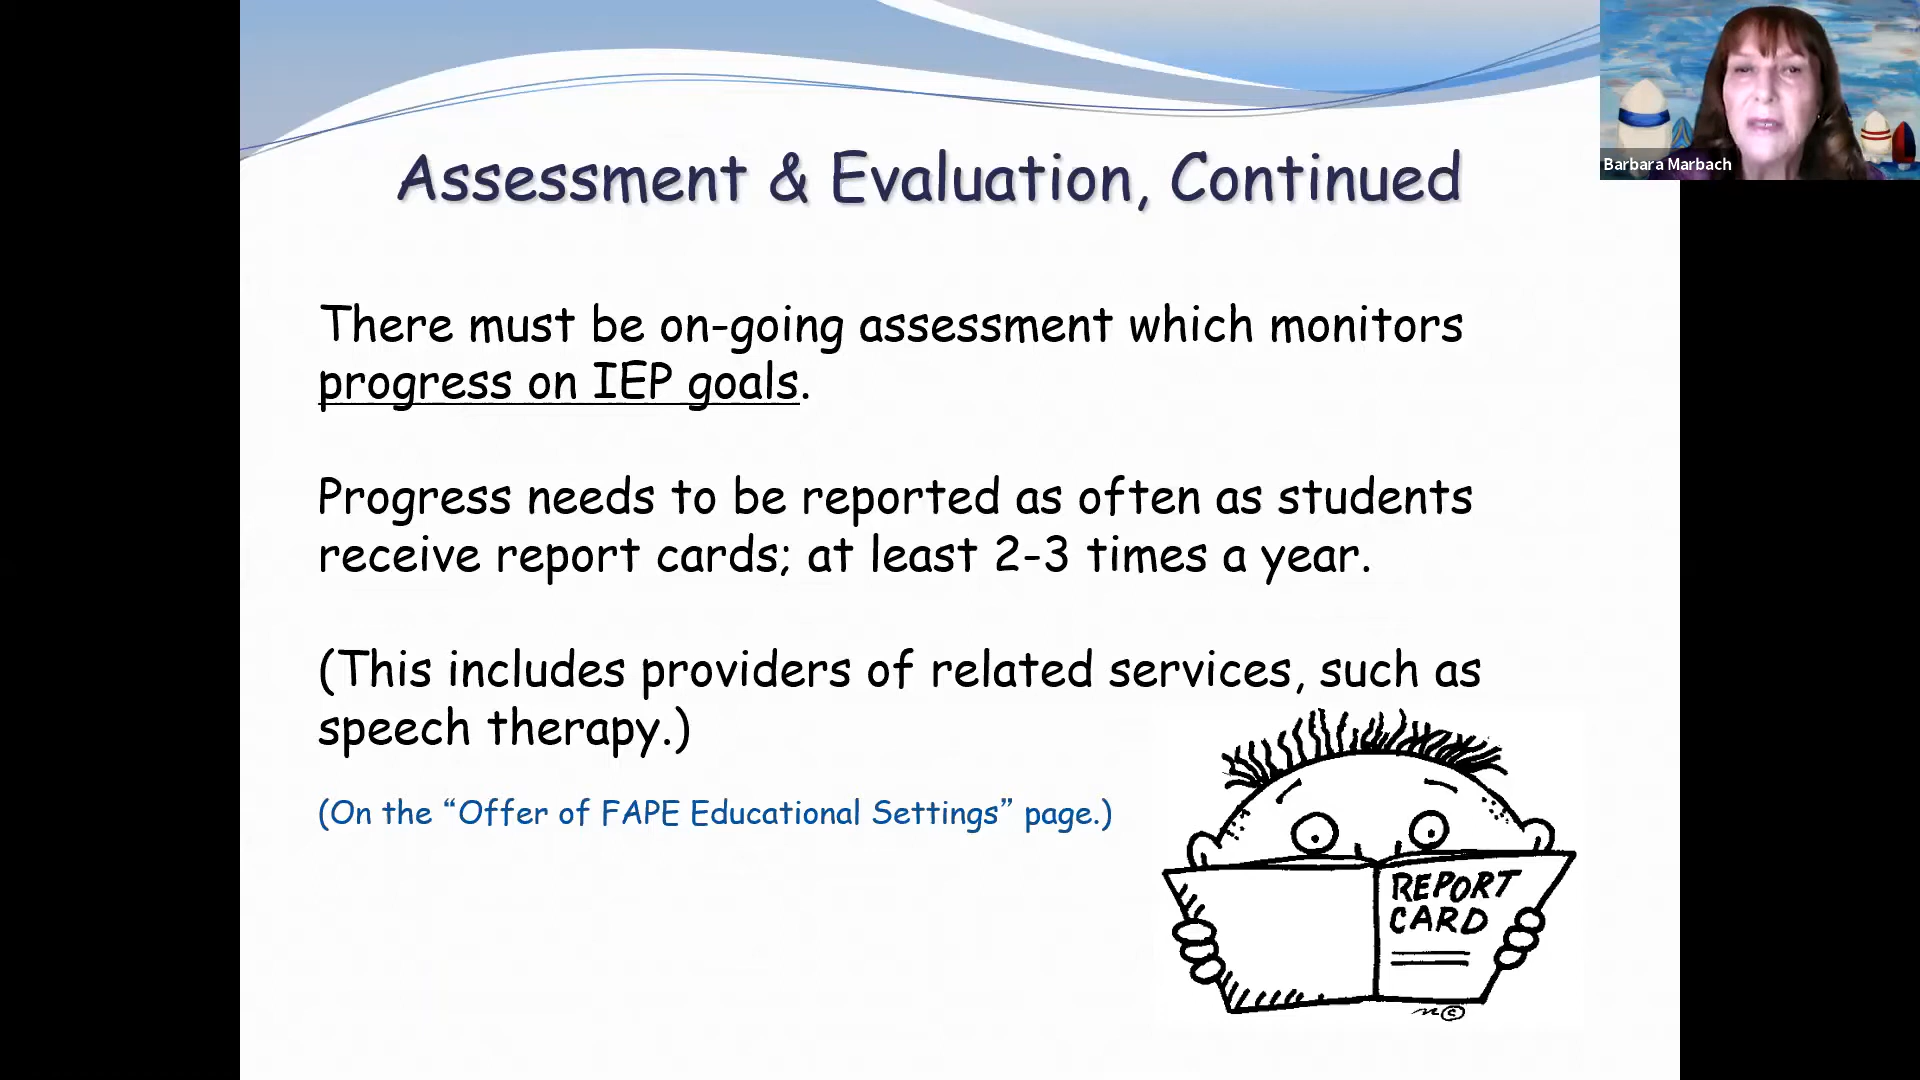 Assessment & Evaluation, Continued
Barbara Marbach
There must be on-going assessment which monitors
progress on IEP goals.
Progress needs to be reported as often as students
receive report cards; at least 2-3 times a year.
(This includes providers of related services, such as
speech therapy.)
(On the “Offer of FAPE Educational Settings” page.)
REPORT
CARD